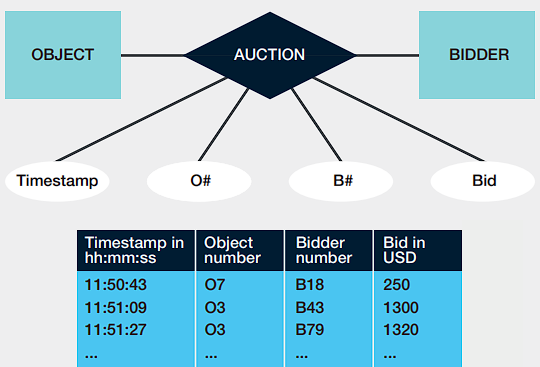 OBJECT AUCTION BIDDER
Timestamp O# B# Bid
Timestamp in Object Bidder Bid in
hh:mm:ss number number USD
11:50:43 O7 B18 250
11:51:09 O3 B43 1300
11:51:27 O3 B79 1320
... ... ... ...